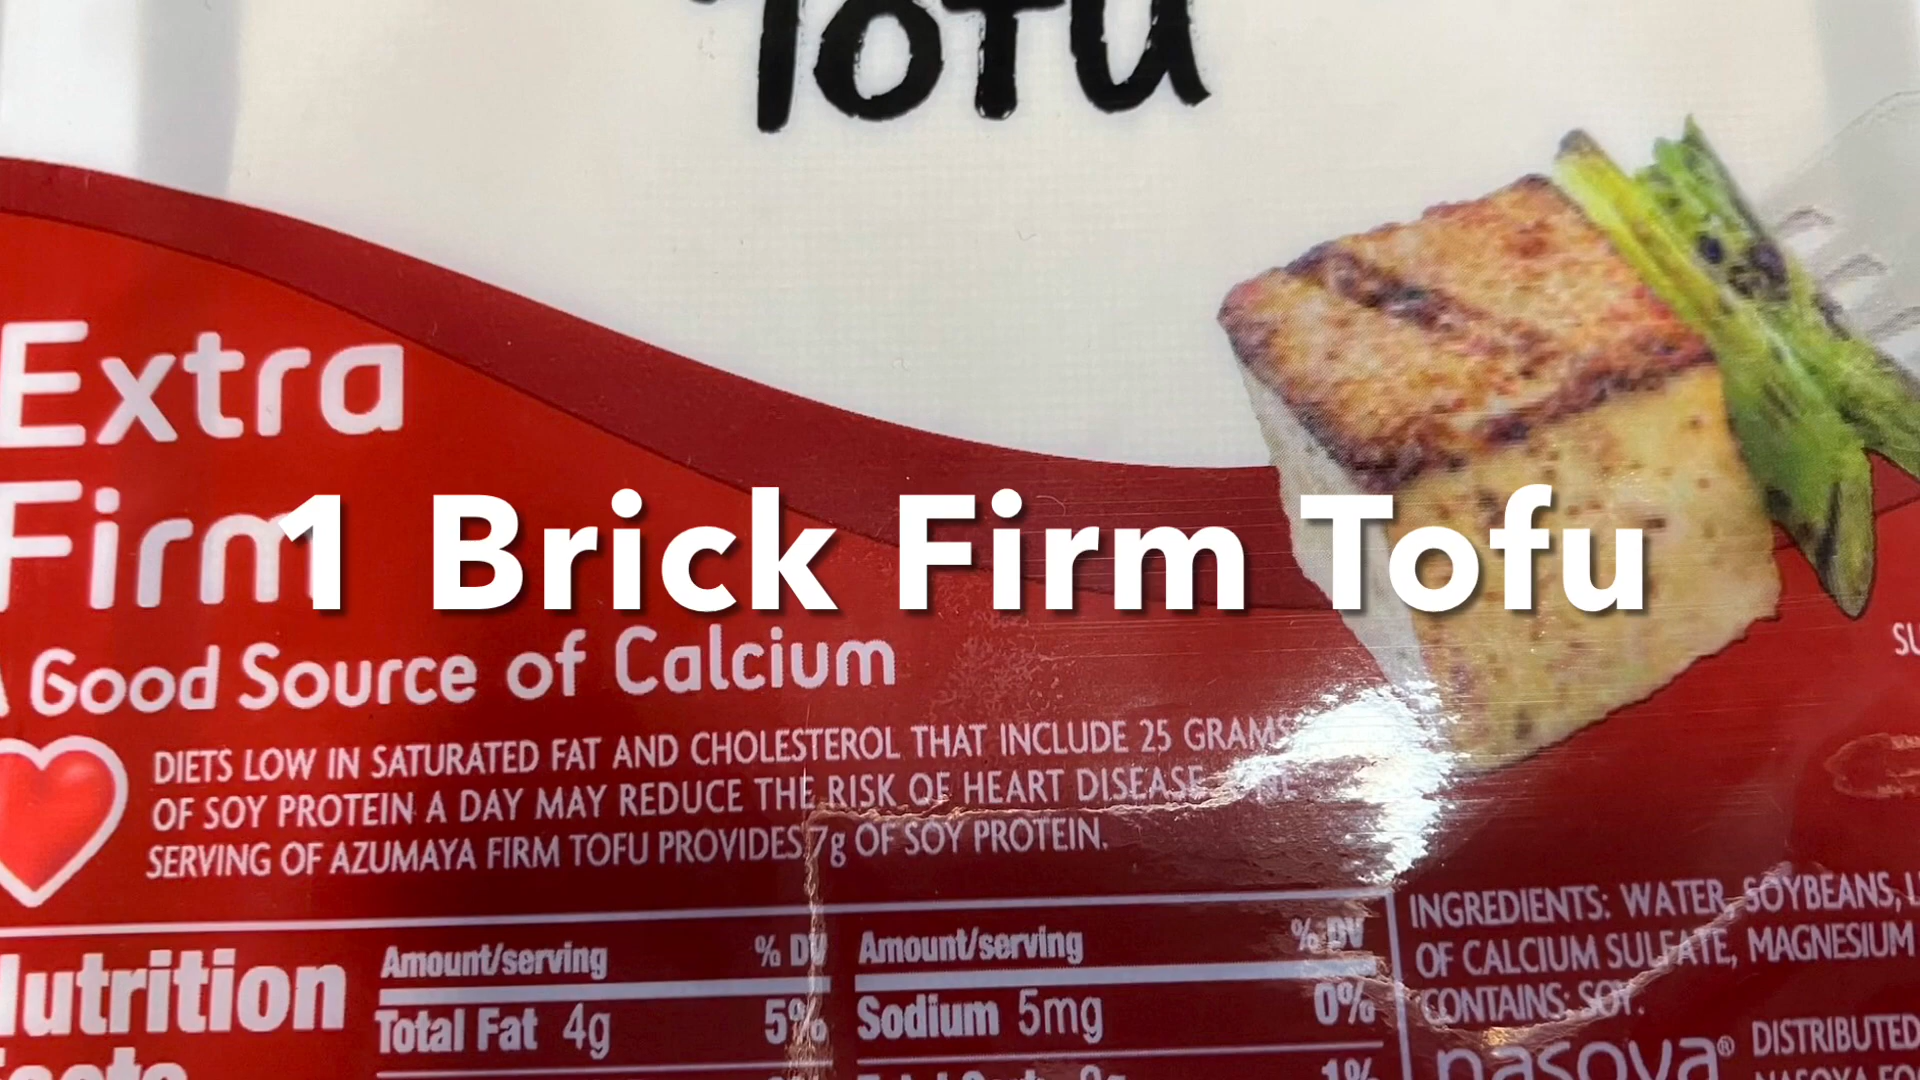 Tofu
Extra
Firm
1 Brick Firm Tofu
Good Source of Calcium
DIETS LOW IN SATURATED FAT AND CHOLESTEROL THAT INCLUDE 25 GRAMS
OF SOY PROTEIN A DAY MAY REDUCE THE RISK OF HEART DISEASE
SERVING OF AZUMAYA FIRM TOFU PROVIDES 7g OF SOY PROTEIN.
Amount/serving % DV Amount/serving % DV
Total Fat 4g 5% Sodium 5mg 0%
1%
INGREDIENTS: WATER, SOYBEANS,
OF CALCIUM SULFATE, MAGNESIUM
CONTAINS: SOY.
nasoya® DISTRIBUTED
NASOYA